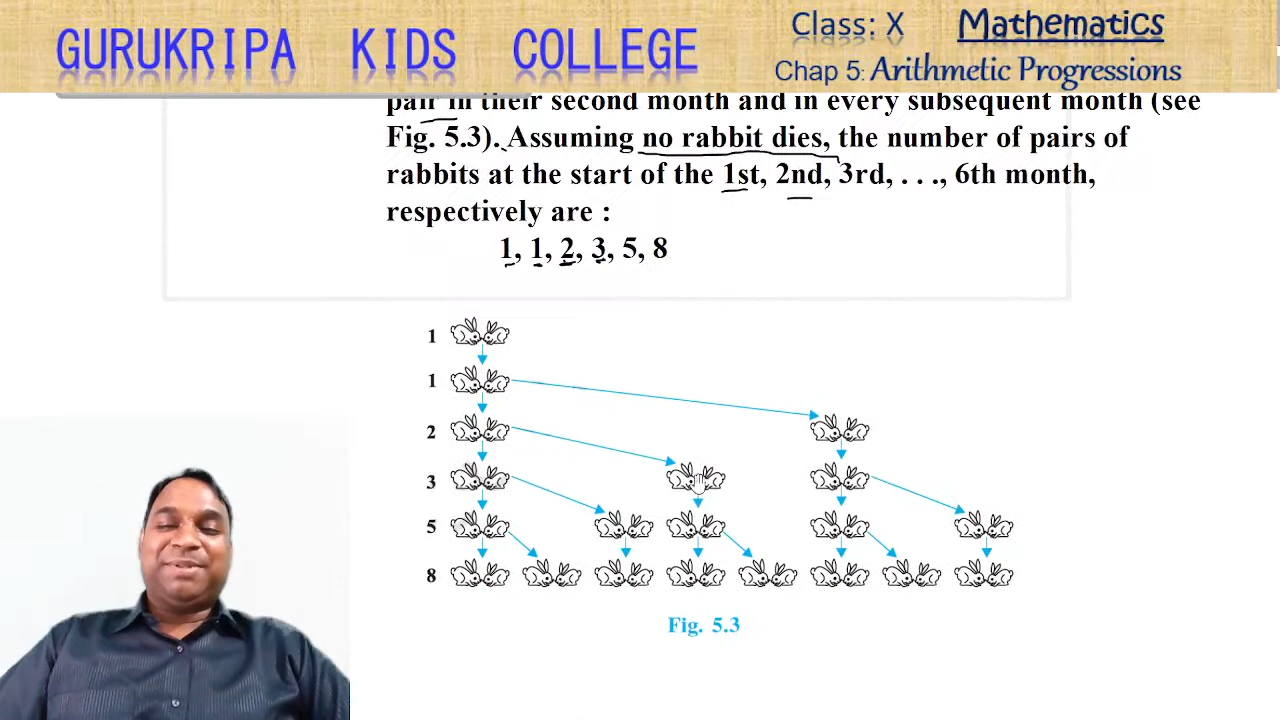 GURUKRIPA KIDS COLLEGE
Class: X Mathematics
Chap 5: Arithmetic Progressions
pair in their second month and in every subsequent month (see
Fig. 5.3). Assuming no rabbit dies, the number of pairs of
rabbits at the start of the 1st, 2nd, 3rd, . . ., 6th month,
respectively are :
1, 1, 2, 3, 5, 8
1
1
2
3
5
8
Fig. 5.3